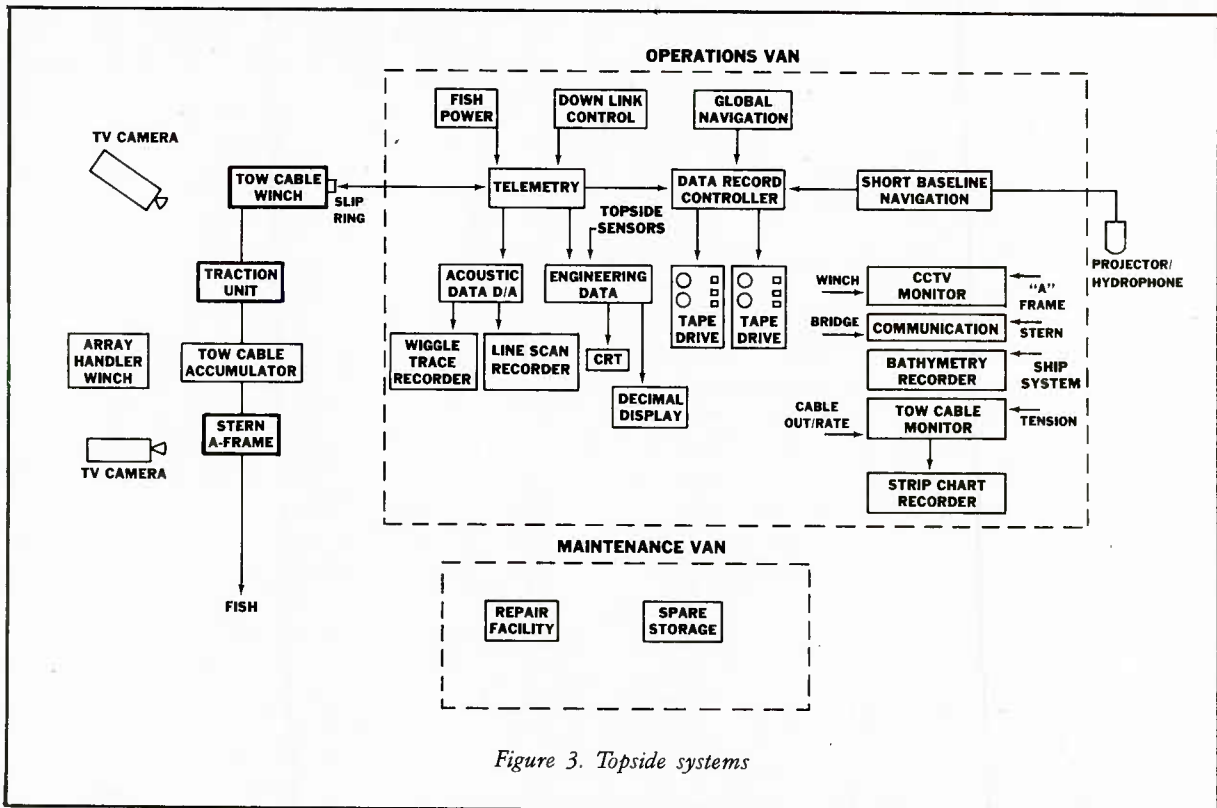 OPERATIONS VAN
FISH
POWER
DOWN LINK
CONTROL
GLOBAL
NAVIGATION
TV CAMERA
TOW CABLE
WINCH
SLIP
RING
TELEMETRY
DATA RECORD
CONTROLLER
SHORT BASELINE
NAVIGATION
TOPSIDE
SENSORS
PROJECTOR/
HYDROPHONE
TRACTION
UNIT
ACOUSTIC
DATA D/A
ENGINEERING
DATA
TAPE
DRIVE
TAPE
DRIVE
WINCH
CCTV
MONITOR
"A"
FRAME
BRIDGE
COMMUNICATION
STERN
ARRAY
HANDLER
WINCH
TOW CABLE
ACCUMULATOR
WIGGLE
TRACE
RECORDER
LINE SCAN
RECORDER
CRT
DECIMAL
DISPLAY
BATHYMETRY
RECORDER
SHIP
SYSTEM
CABLE
OUT/RATE
TOW CABLE
MONITOR
TENSION
STERN
A-FRAME
TV CAMERA
STRIP CHART
RECORDER
FISH
MAINTENANCE VAN
REPAIR
FACILITY
SPARE
STORAGE
Figure 3. Topside systems